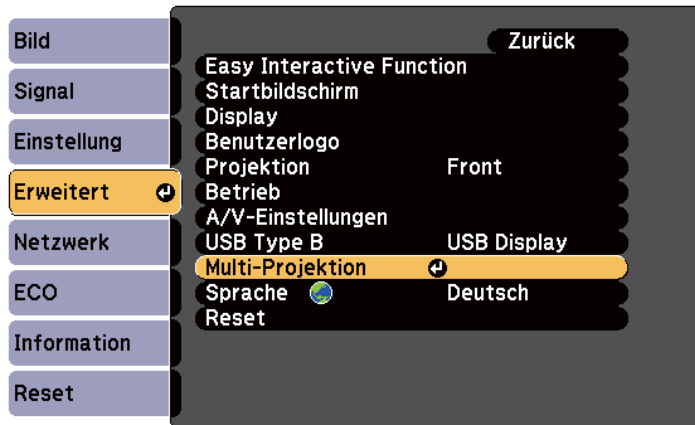 Bild
Signal
Einstellung
Erweitert
Netzwerk
ECO
Information
Reset
Zurück
Easy Interactive Function
Startbildschirm
Display
Benutzerlogo
Projektion Front
Betrieb
A/V-Einstellungen
USB Type B USB Display
Multi-Projektion
Sprache Deutsch
Reset